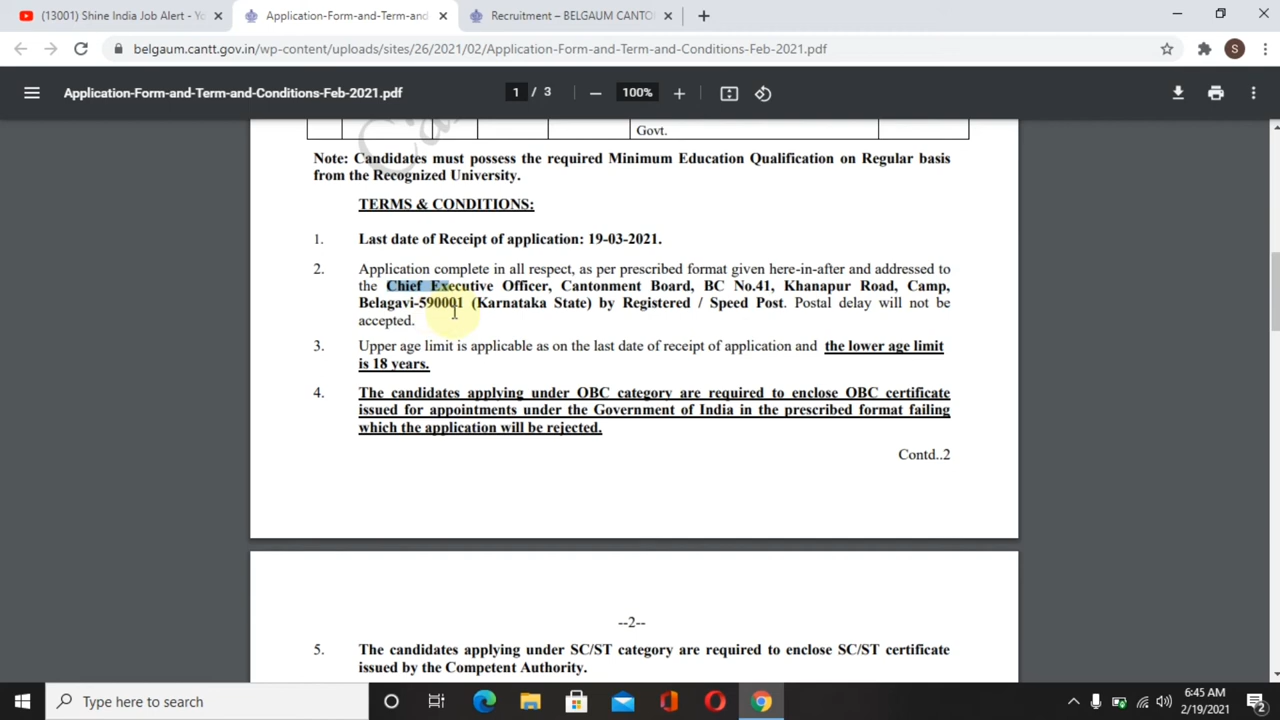 (13001) Shine India Job Alert - Yo
Application-Form-and-Term-and-
Recruitment – BELGAUM CANTO
belgaum.cantt.gov.in/wp-content/uploads/sites/26/2021/02/Application-Form-and-Term-and-Conditions-Feb-2021.pdf
S
Application-Form-and-Term-and-Conditions-Feb-2021.pdf
1 / 3
100%
Govt.
Note: Candidates must possess the required Minimum Education Qualification on Regular basis
from the Recognized University.
TERMS & CONDITIONS:
1. Last date of Receipt of application: 19-03-2021.
2. Application complete in all respect, as per prescribed format given here-in-after and addressed to
the Chief Executive Officer, Cantonment Board, BC No.41, Khanapur Road, Camp,
Belagavi-590001 (Karnataka State) by Registered / Speed Post. Postal delay will not be
accepted.
3. Upper age limit is applicable as on the last date of receipt of application and the lower age limit
is 18 years.
4. The candidates applying under OBC category are required to enclose OBC certificate
issued for appointments under the Government of India in the prescribed format failing
which the application will be rejected.
Contd..2
--2--
5. The candidates applying under SC/ST category are required to enclose SC/ST certificate
issued by the Competent Authority.
Type here to search
6:45 AM
2/19/2021
2